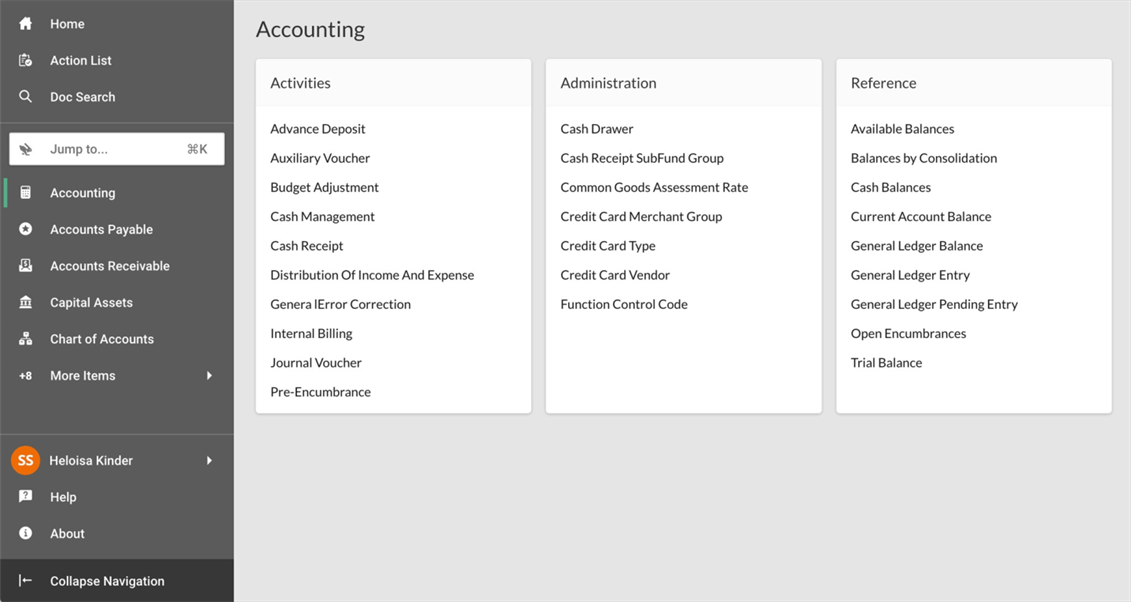 Home
Action List
Doc Search
Jump to... ⌘K
Accounting
Accounts Payable
Accounts Receivable
Capital Assets
Chart of Accounts
+8 More Items
SS Heloisa Kinder
Help
About
Collapse Navigation
Accounting
Activities
Advance Deposit
Auxiliary Voucher
Budget Adjustment
Cash Management
Cash Receipt
Distribution Of Income And Expense
Genera lError Correction
Internal Billing
Journal Voucher
Pre-Encumbrance
Administration
Cash Drawer
Cash Receipt SubFund Group
Common Goods Assessment Rate
Credit Card Merchant Group
Credit Card Type
Credit Card Vendor
Function Control Code
Reference
Available Balances
Balances by Consolidation
Cash Balances
Current Account Balance
General Ledger Balance
General Ledger Entry
General Ledger Pending Entry
Open Encumbrances
Trial Balance